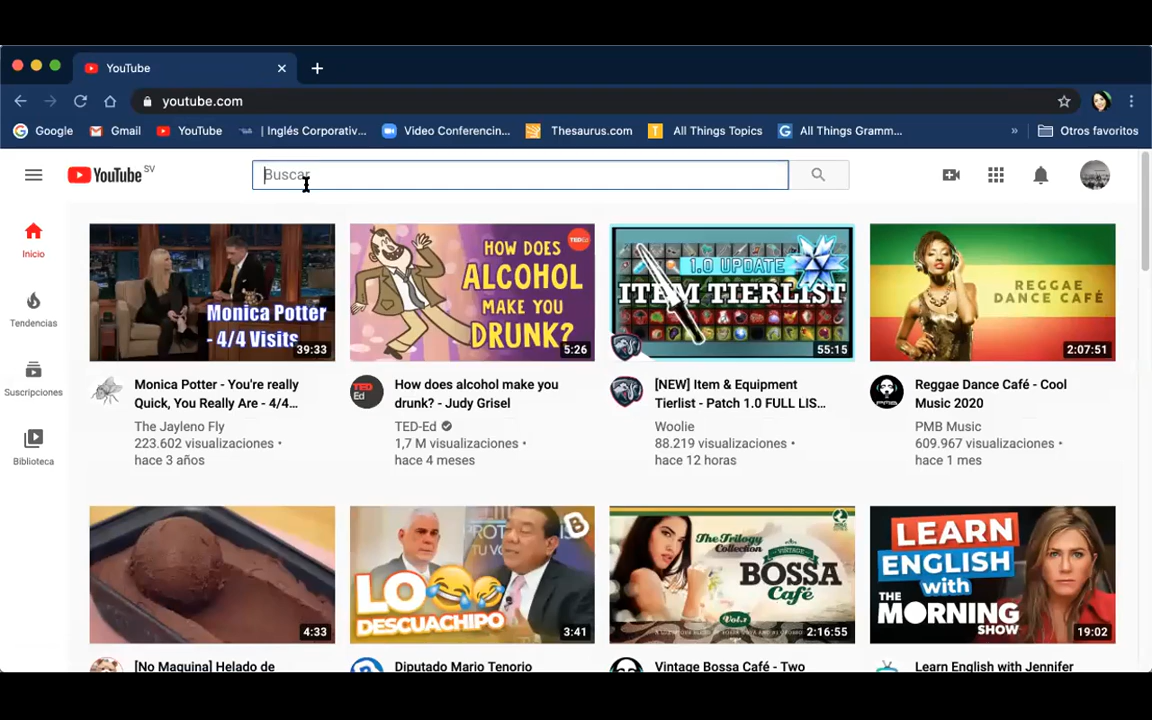 YouTube
youtube.com
Google
Gmail
YouTube
| Inglés Corporativ...
Video Conferencin...
Thesaurus.com
All Things Topics
All Things Gramm...
»
Otros favoritos
YouTube SV
Buscar
Inicio
Tendencias
Suscripciones
Biblioteca
Monica Potter
- 4/4 Visits
39:33
HOW DOES
ALCOHOL
MAKE YOU
DRUNK?
TED-Ed
5:26
1.0 UPDATE
ITEM TIERLIST
55:15
REGGAE
DANCE CAFÉ
2:07:51
Monica Potter - You're really
Quick, You Really Are - 4/4...
The Jayleno Fly
223.602 visualizaciones •
hace 3 años
TED Ed
How does alcohol make you
drunk? - Judy Grisel
TED-Ed
1,7 M visualizaciones •
hace 4 meses
[NEW] Item & Equipment
Tierlist - Patch 1.0 FULL LIS...
Woolie
88.219 visualizaciones •
hace 12 horas
PMB
Reggae Dance Café - Cool
Music 2020
PMB Music
609.967 visualizaciones •
hace 1 mes
4:33
LO
DESCUACHIPO
3:41
The Trilogy
Collection
VINTAGE
BOSSA
Café
Vol.1
2:16:55
LEARN
ENGLISH
with
THE
MORNING
SHOW
19:02
[No Maquina] Helado de
Diputado Mario Tenorio
Vintage Bossa Café - Two
Learn English with Jennifer